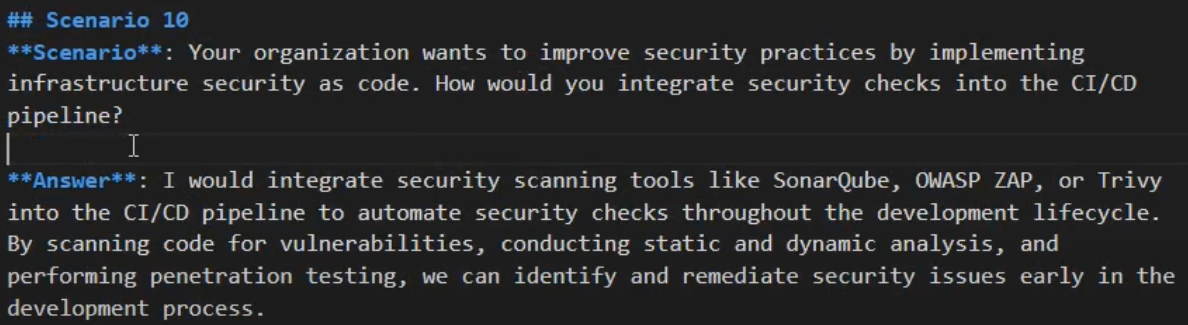 ## Scenario 10
**Scenario**: Your organization wants to improve security practices by implementing
infrastructure security as code. How would you integrate security checks into the CI/CD
pipeline?
**Answer**: I would integrate security scanning tools like SonarQube, OWASP ZAP, or Trivy
into the CI/CD pipeline to automate security checks throughout the development lifecycle.
By scanning code for vulnerabilities, conducting static and dynamic analysis, and
performing penetration testing, we can identify and remediate security issues early in the
development process.